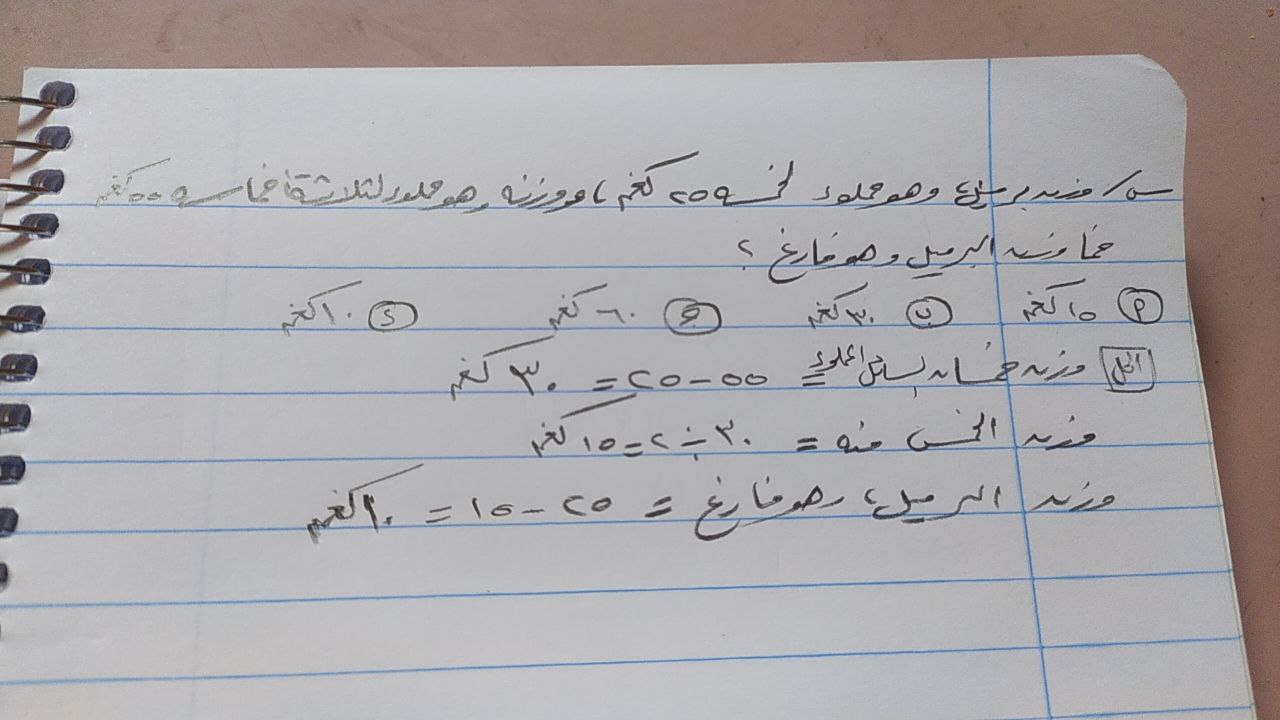 س/ وزن برميل وهو مملوء لخمسه ٢٥ كغم ، ووزنه وهو مملوء لثلاثة أخماسه ٥٥ كغم
فما وزن البرميل وهو فارغ ؟
أ ١٥ كغم ب ٣٠ كغم ج ٦٠ كغم د ١٠ كغم
الحل وزن خمسان السائل المملوء = ٥٥ - ٢٥ = ٣٠ كغم
وزن الخمس منه = ٣٠ ÷ ٢ = ١٥ كغم
وزن البرميل وهو فارغ = ٢٥ - ١٥ = ١٠ كغم